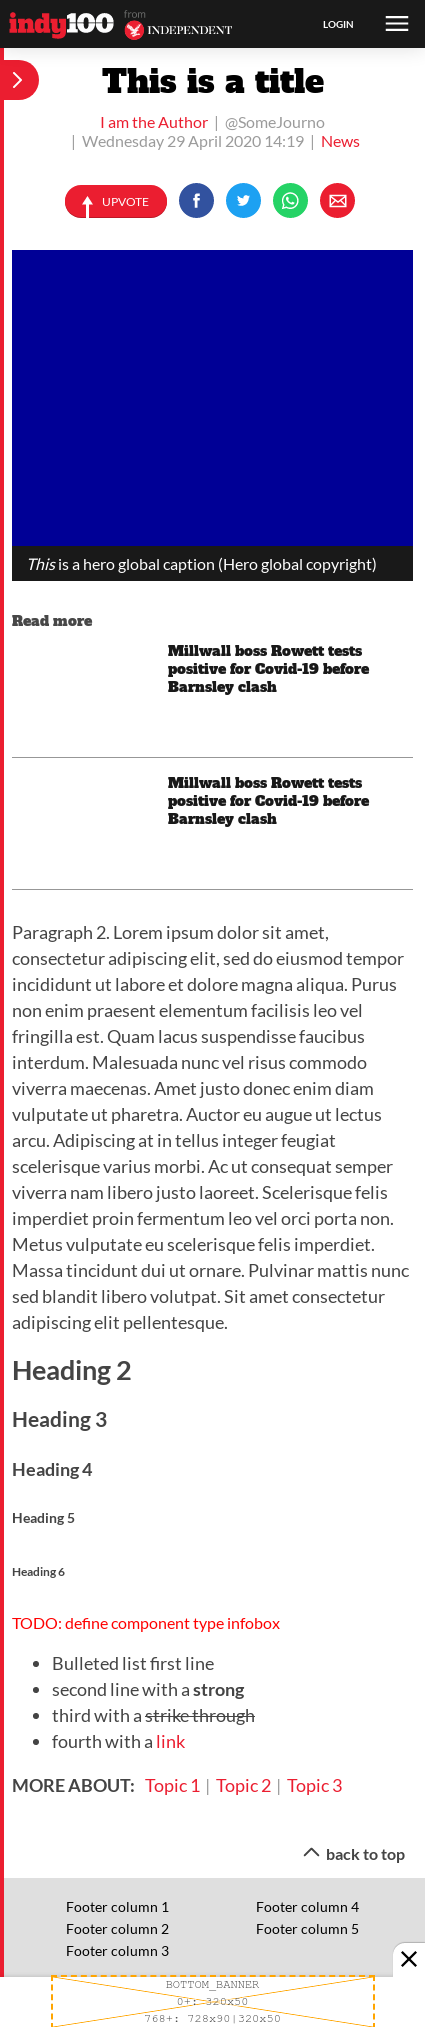 indy100 from INDEPENDENT LOGIN
This is a title
I am the Author | @SomeJourno
| Wednesday 29 April 2020 14:19 | News
UPVOTE
This is a hero global caption (Hero global copyright)
Read more
Millwall boss Rowett tests
positive for Covid-19 before
Barnsley clash
Millwall boss Rowett tests
positive for Covid-19 before
Barnsley clash
Paragraph 2. Lorem ipsum dolor sit amet,
consectetur adipiscing elit, sed do eiusmod tempor
incididunt ut labore et dolore magna aliqua. Purus
non enim praesent elementum facilisis leo vel
fringilla est. Quam lacus suspendisse faucibus
interdum. Malesuada nunc vel risus commodo
viverra maecenas. Amet justo donec enim diam
vulputate ut pharetra. Auctor eu augue ut lectus
arcu. Adipiscing at in tellus integer feugiat
scelerisque varius morbi. Ac ut consequat semper
viverra nam libero justo laoreet. Scelerisque felis
imperdiet proin fermentum leo vel orci porta non.
Metus vulputate eu scelerisque felis imperdiet.
Massa tincidunt dui ut ornare. Pulvinar mattis nunc
sed blandit libero volutpat. Sit amet consectetur
adipiscing elit pellentesque.
Heading 2
Heading 3
Heading 4
Heading 5
Heading 6
TODO: define component type infobox
• Bulleted list first line
• second line with a strong
• third with a strike through
• fourth with a link
MORE ABOUT: Topic 1 | Topic 2 | Topic 3
back to top
Footer column 1
Footer column 2
Footer column 3
Footer column 4
Footer column 5
BOTTOM_BANNER
0+: 320x50
768+: 728x90|320x50